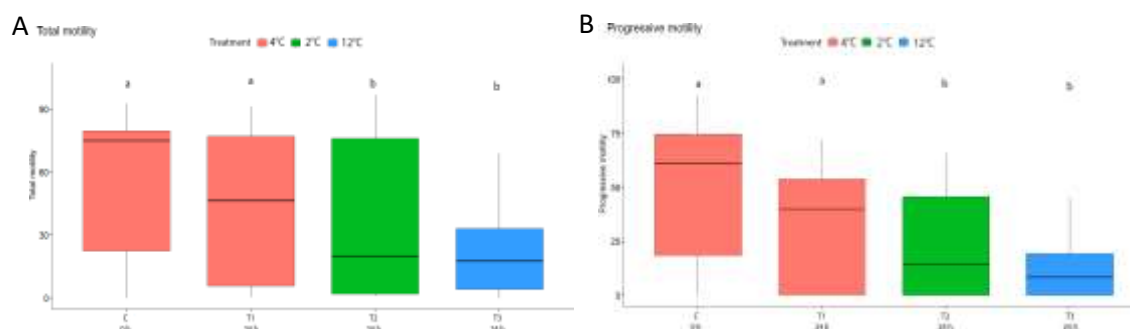 A Total motility
Treatment 4°C 2°C 12°C
a a b b
90
60
30
0
Total motility
C T1 T2 T3
B Progressive motility
Treatment 4°C 2°C 12°C
a a b b
100
75
50
25
0
Progressive motility
C T1 T2 T3